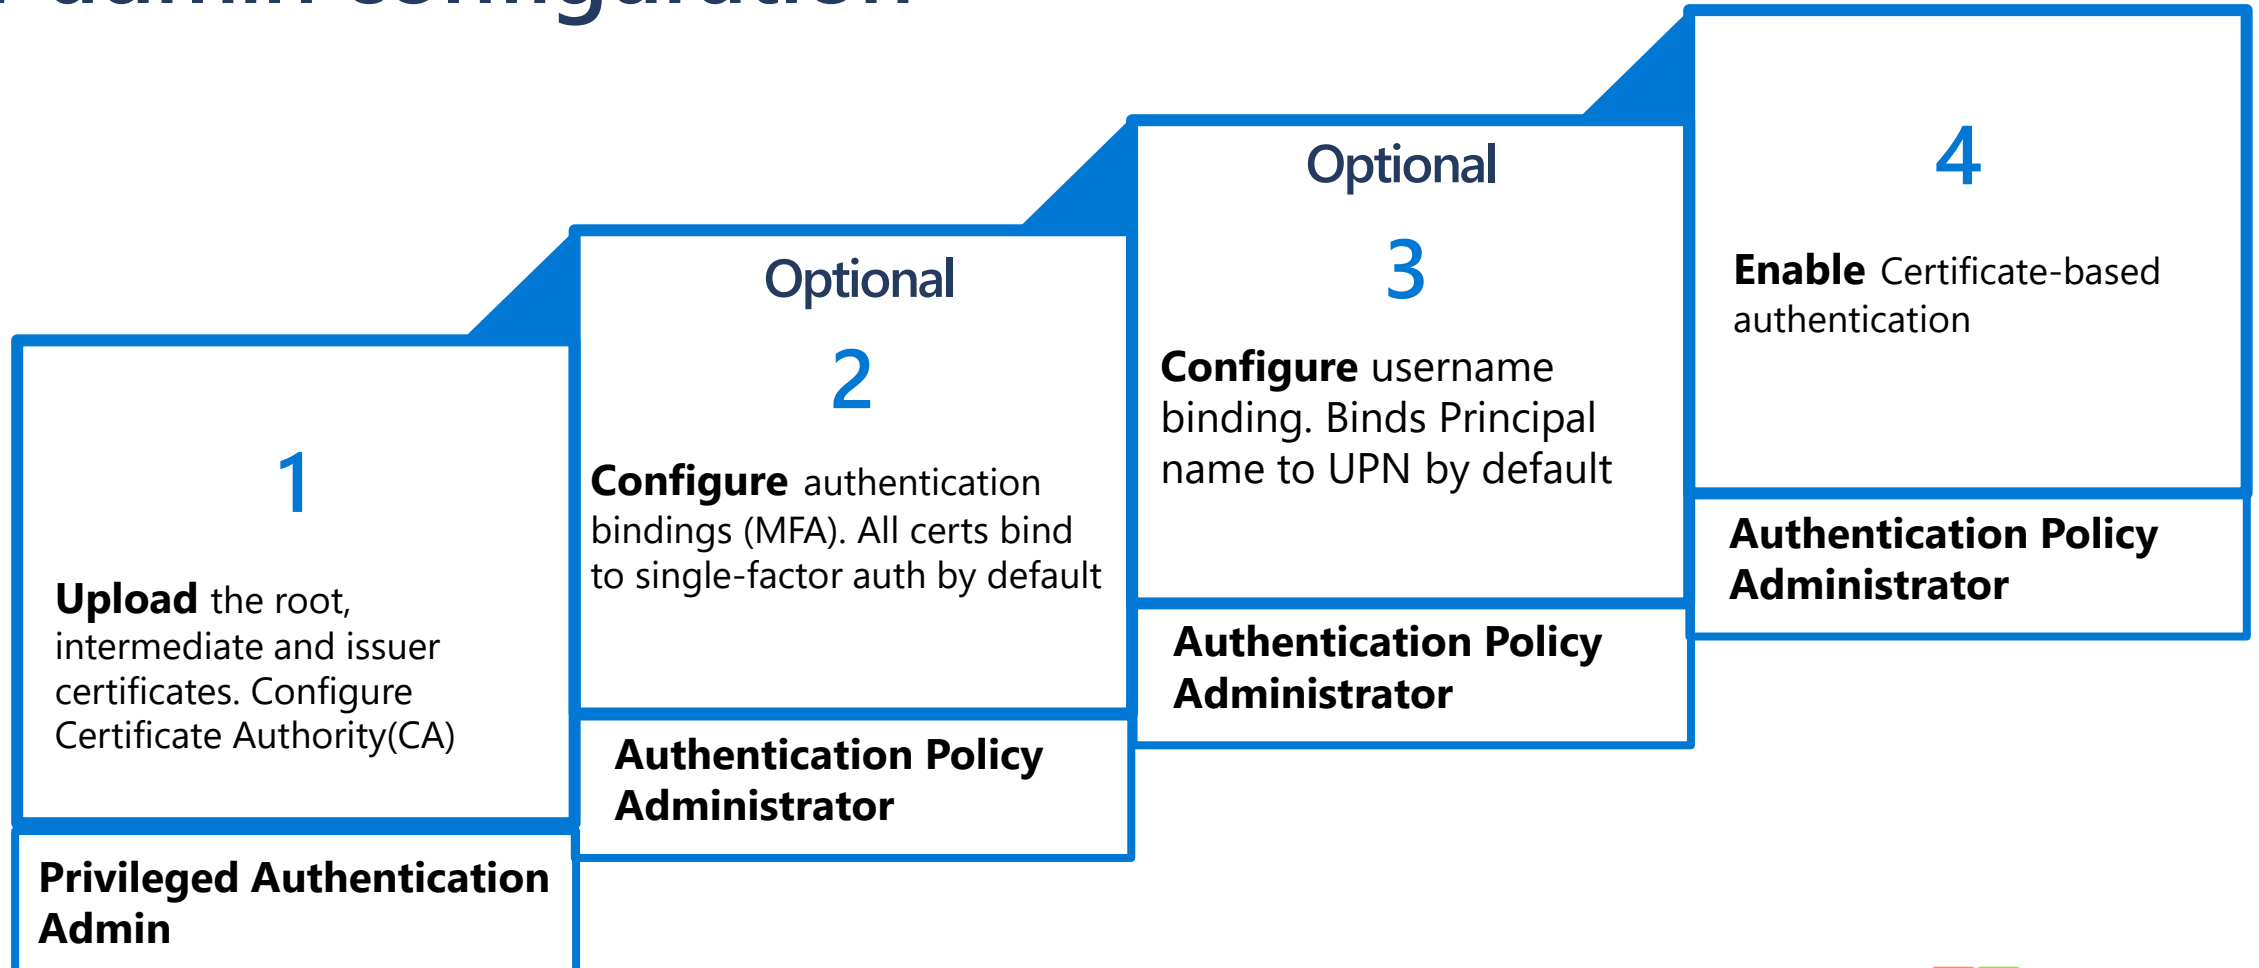 admin configuration
1
Upload the root,
intermediate and issuer
certificates. Configure
Certificate Authority(CA)
Privileged Authentication
Admin
Optional
2
Configure authentication
bindings (MFA). All certs bind
to single-factor auth by default
Authentication Policy
Administrator
Optional
3
Configure username
binding. Binds Principal
name to UPN by default
Authentication Policy
Administrator
4
Enable Certificate-based
authentication
Authentication Policy
Administrator